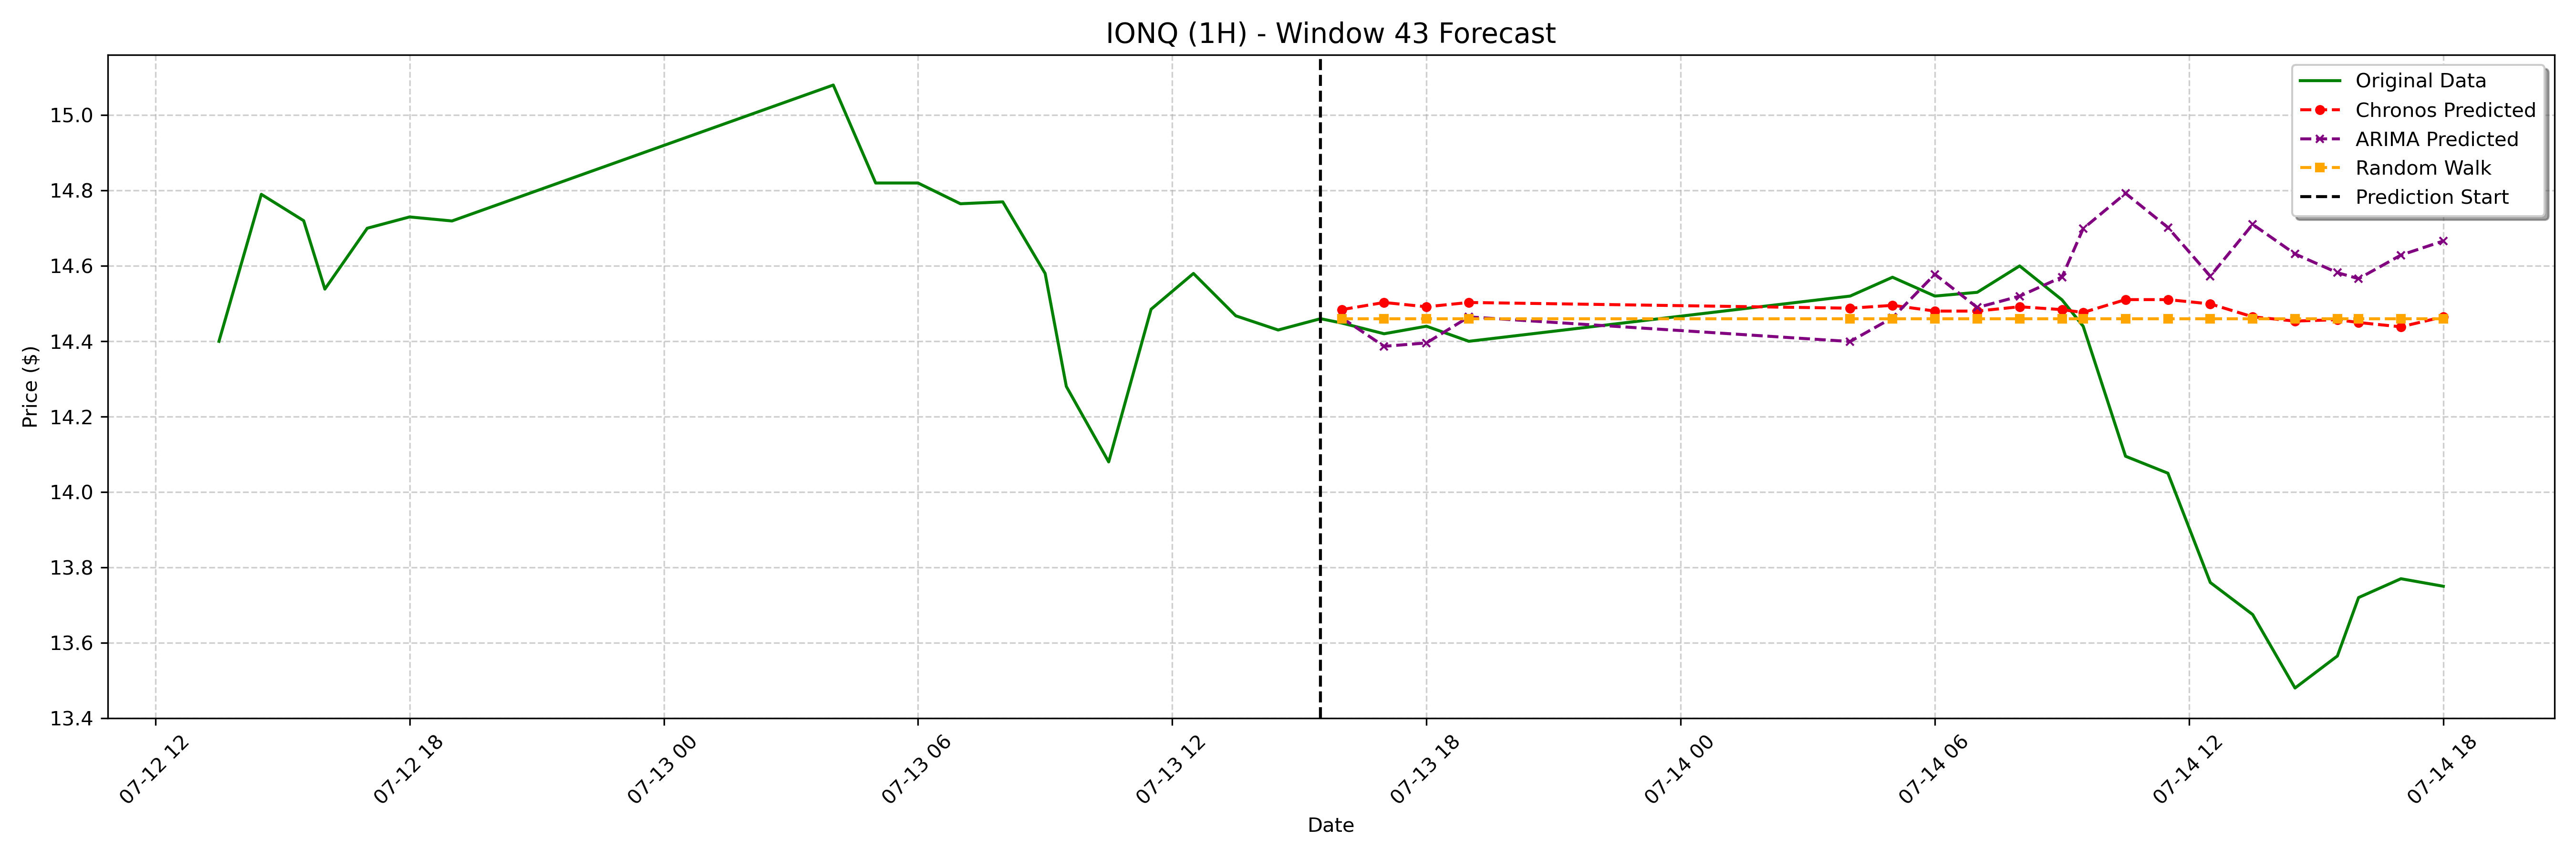 IONQ (1H) - Window 43 Forecast
Original Data
Chronos Predicted
ARIMA Predicted
Random Walk
Prediction Start
Price ($)
15.0
14.8
14.6
14.4
14.2
14.0
13.8
13.6
13.4
07-12 12
07-12 18
07-13 00
07-13 06
07-13 12
07-13 18
07-14 00
07-14 06
07-14 12
07-14 18
Date